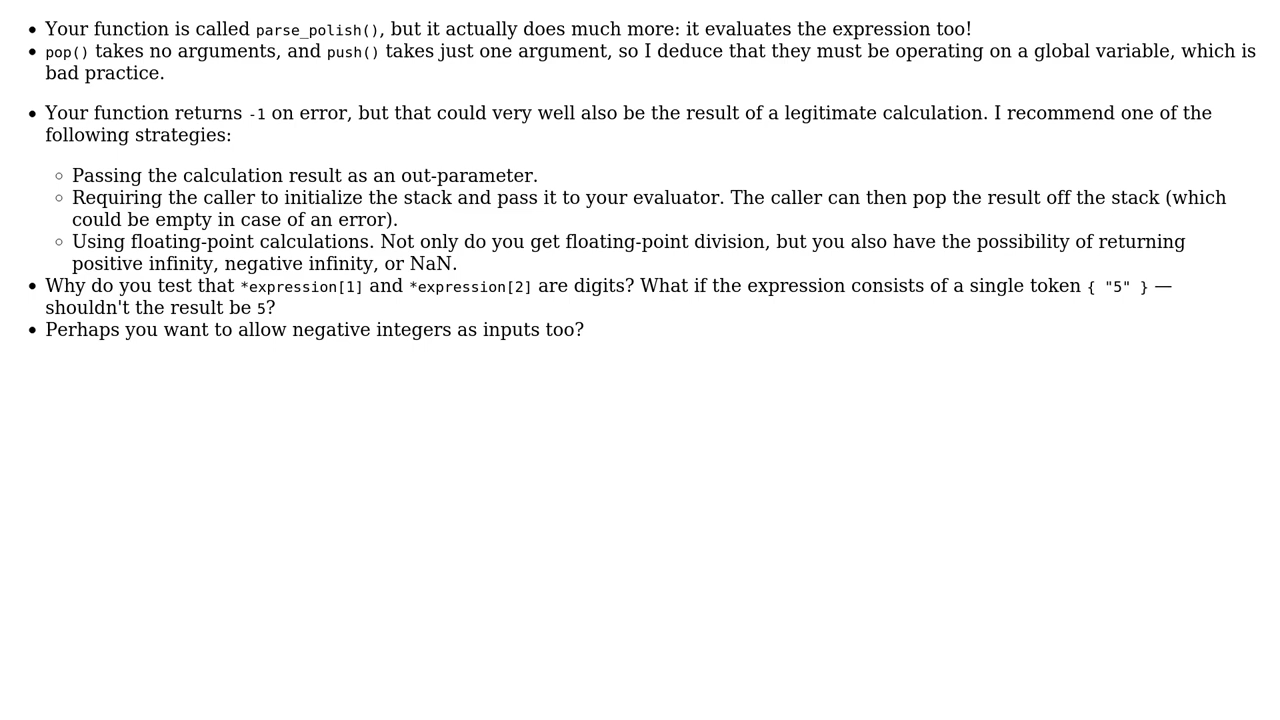 • Your function is called parse_polish(), but it actually does much more: it evaluates the expression too!
• pop() takes no arguments, and push() takes just one argument, so I deduce that they must be operating on a global variable, which is
bad practice.
• Your function returns -1 on error, but that could very well also be the result of a legitimate calculation. I recommend one of the
following strategies:
◦ Passing the calculation result as an out-parameter.
◦ Requiring the caller to initialize the stack and pass it to your evaluator. The caller can then pop the result off the stack (which
could be empty in case of an error).
◦ Using floating-point calculations. Not only do you get floating-point division, but you also have the possibility of returning
positive infinity, negative infinity, or NaN.
• Why do you test that *expression[1] and *expression[2] are digits? What if the expression consists of a single token { "5" } —
shouldn't the result be 5?
• Perhaps you want to allow negative integers as inputs too?